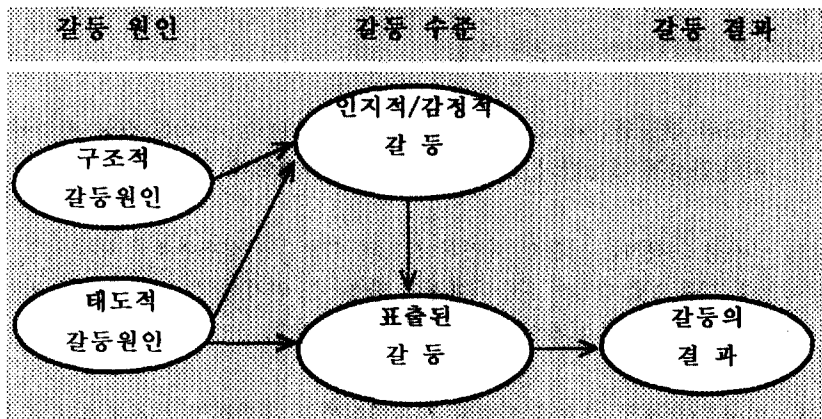 갈등 원인 갈등 수준 갈등 결과
인지적/감정적
갈 등
구조적
갈등원인
태도적
갈등원인
표출된
갈 등
갈등의
결 과